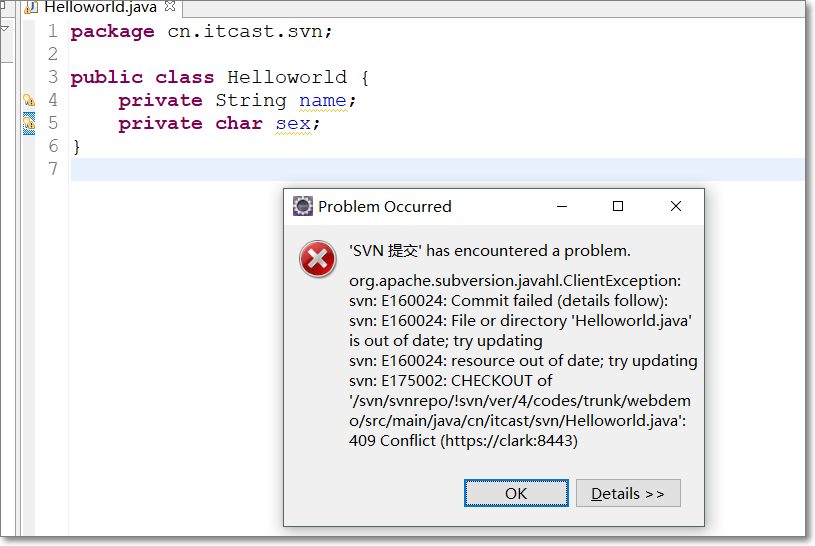 Helloworld.java
1 package cn.itcast.svn;
2
3 public class Helloworld {
4 private String name;
5 private char sex;
6 }
7
Problem Occurred
'SVN 提交' has encountered a problem.
org.apache.subversion.javahl.ClientException:
svn: E160024: Commit failed (details follow):
svn: E160024: File or directory 'Helloworld.java'
is out of date; try updating
svn: E160024: resource out of date; try updating
svn: E175002: CHECKOUT of
'/svn/svnrepo/!svn/ver/4/codes/trunk/webdem
o/src/main/java/cn/itcast/svn/Helloworld.java':
409 Conflict (https://clark:8443)
OK
Details >>